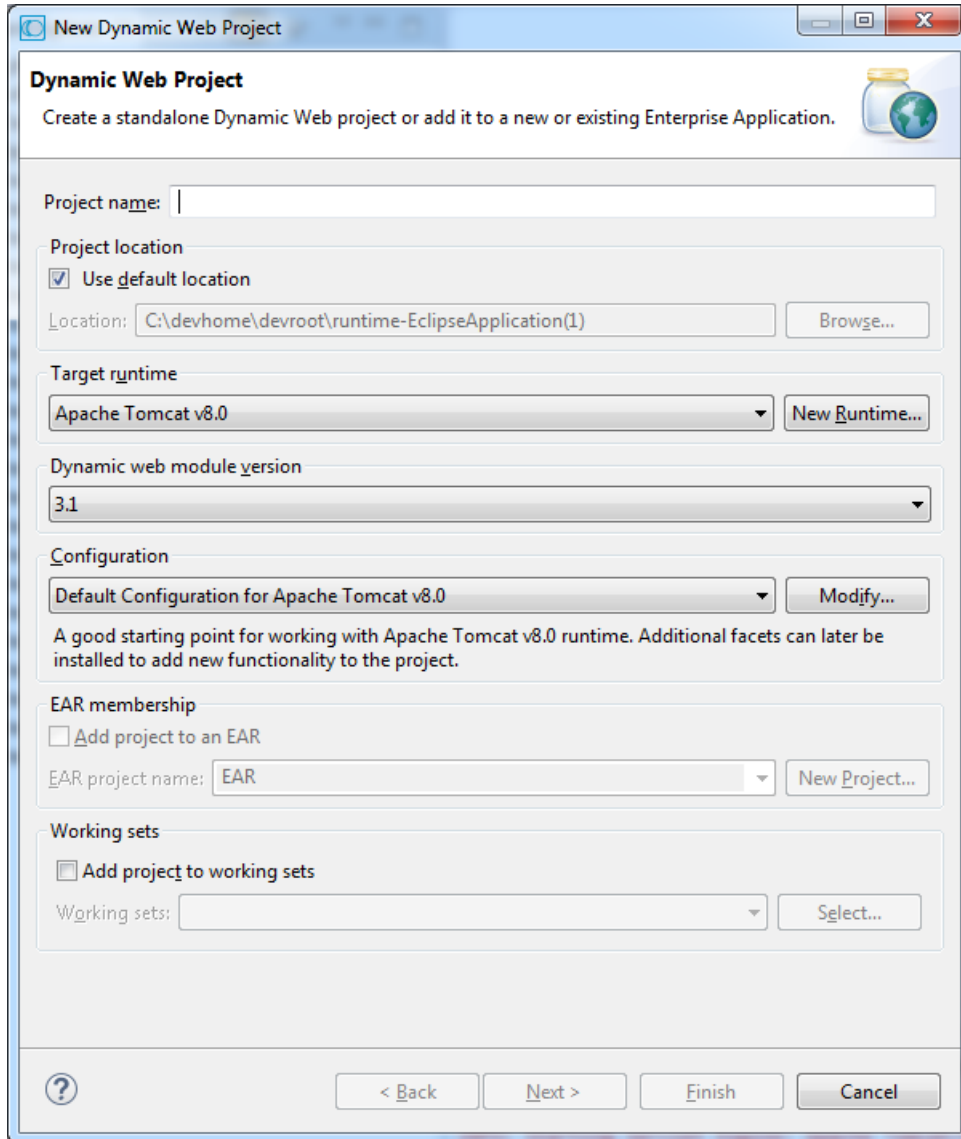 New Dynamic Web Project
Dynamic Web Project
Create a standalone Dynamic Web project or add it to a new or existing Enterprise Application.
Project name:
Project location
Use default location
Location: C:\devhome\devroot\runtime-EclipseApplication(1) Browse...
Target runtime
Apache Tomcat v8.0 New Runtime...
Dynamic web module version
3.1
Configuration
Default Configuration for Apache Tomcat v8.0 Modify...
A good starting point for working with Apache Tomcat v8.0 runtime. Additional facets can later be
installed to add new functionality to the project.
EAR membership
Add project to an EAR
EAR project name: EAR New Project...
Working sets
Add project to working sets
Working sets: Select...
? < Back Next > Finish Cancel